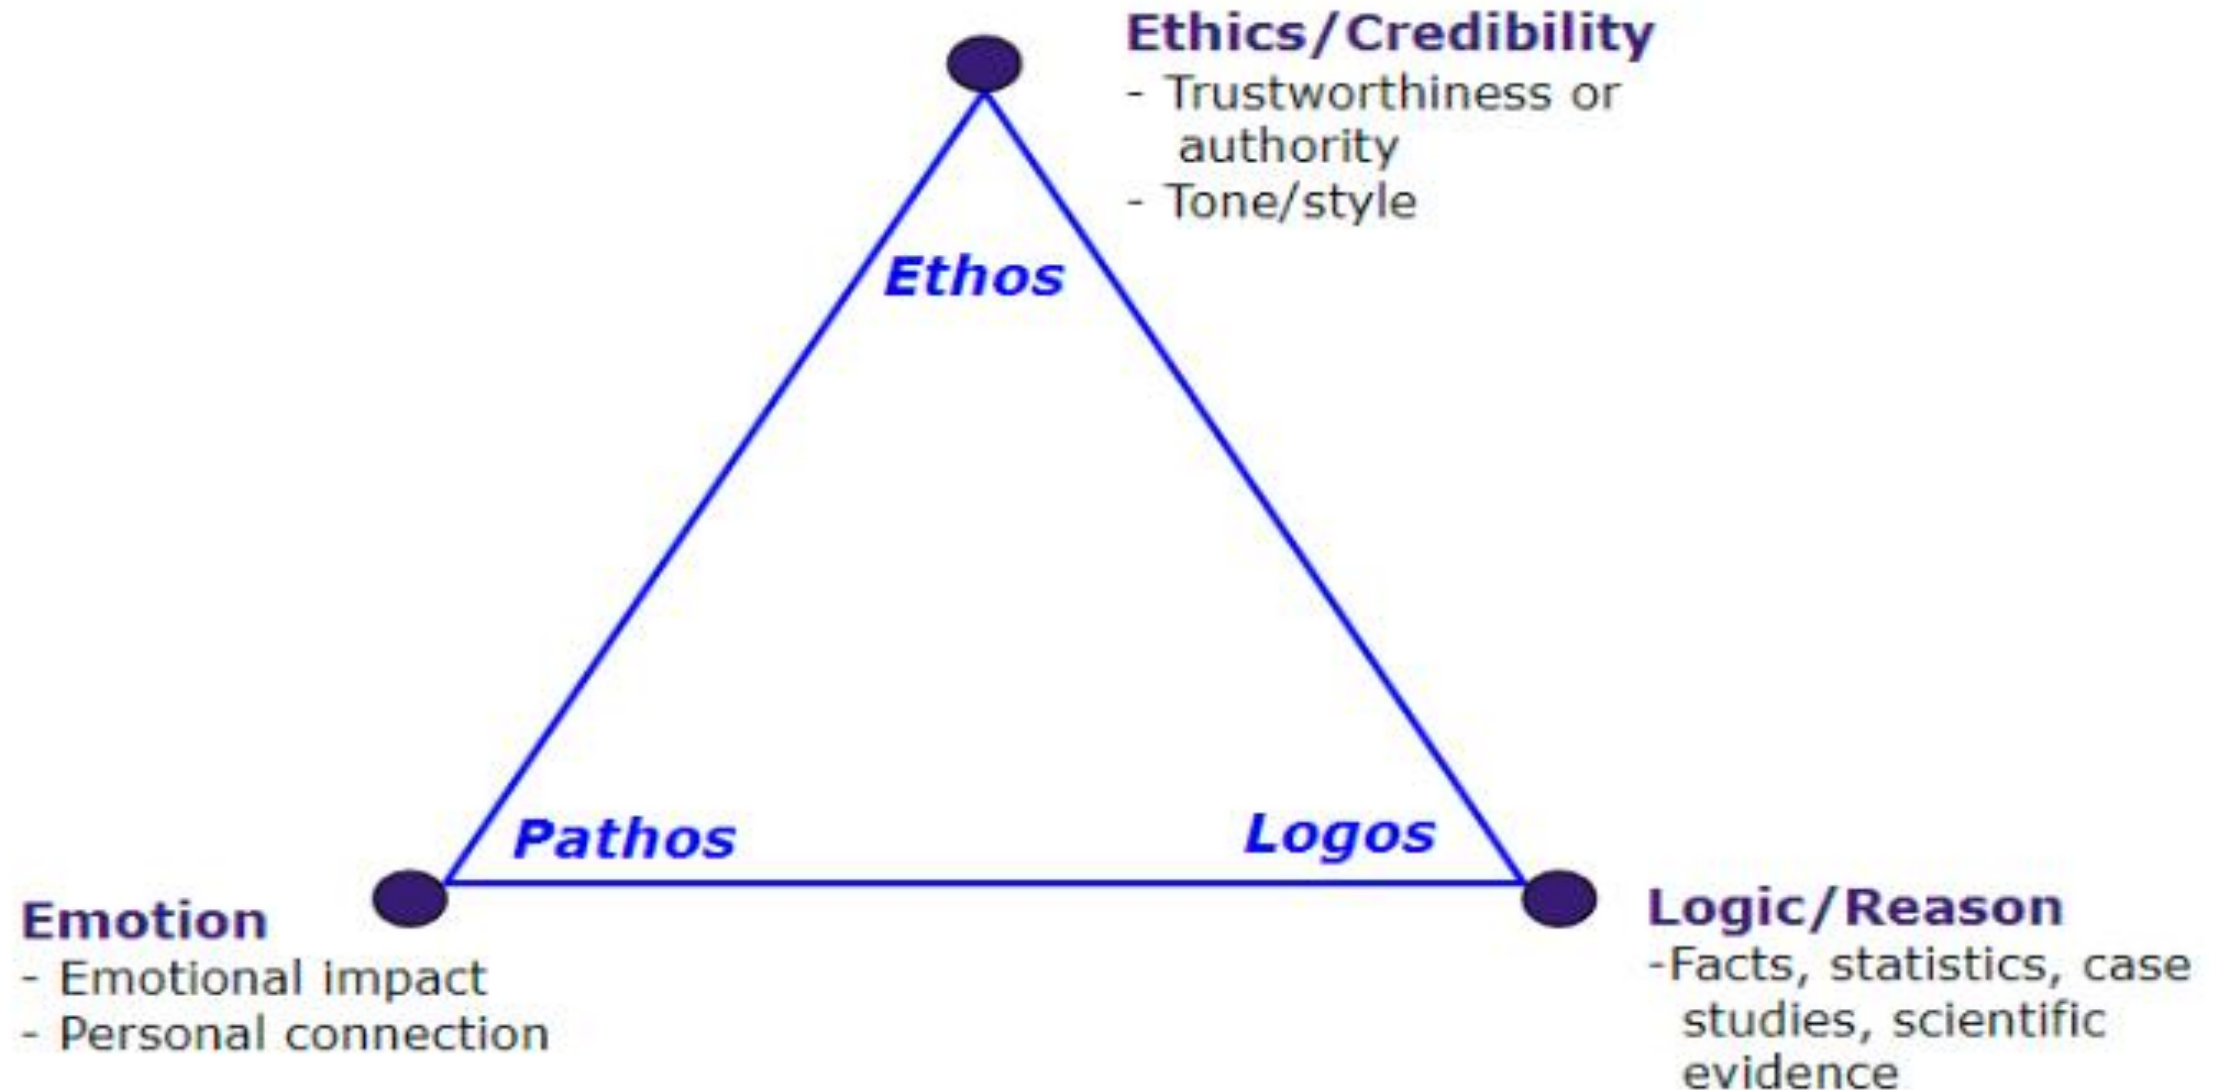 Ethics/Credibility
- Trustworthiness or
authority
- Tone/style
Ethos
Pathos
Logos
Emotion
- Emotional impact
- Personal connection
Logic/Reason
-Facts, statistics, case
studies, scientific
evidence